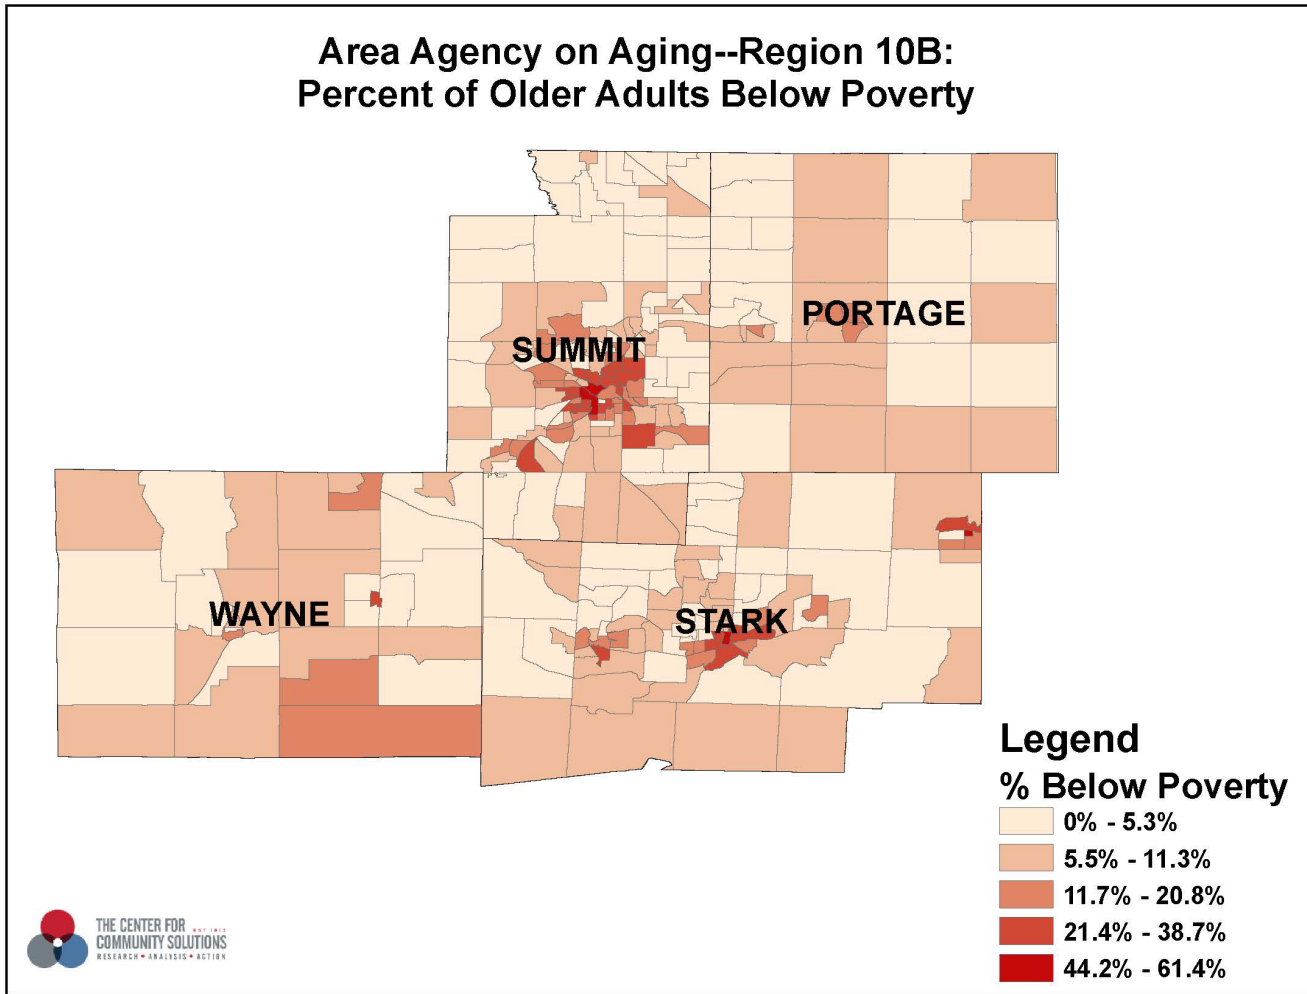 Area Agency on Aging--Region 10B:
Percent of Older Adults Below Poverty
PORTAGE
SUMMIT
WAYNE
STARK
Legend
% Below Poverty
0% - 5.3%
5.5% - 11.3%
11.7% - 20.8%
21.4% - 38.7%
44.2% - 61.4%
THE CENTER FOR
EST 1913
COMMUNITY SOLUTIONS
RESEARCH • ANALYSIS • ACTION